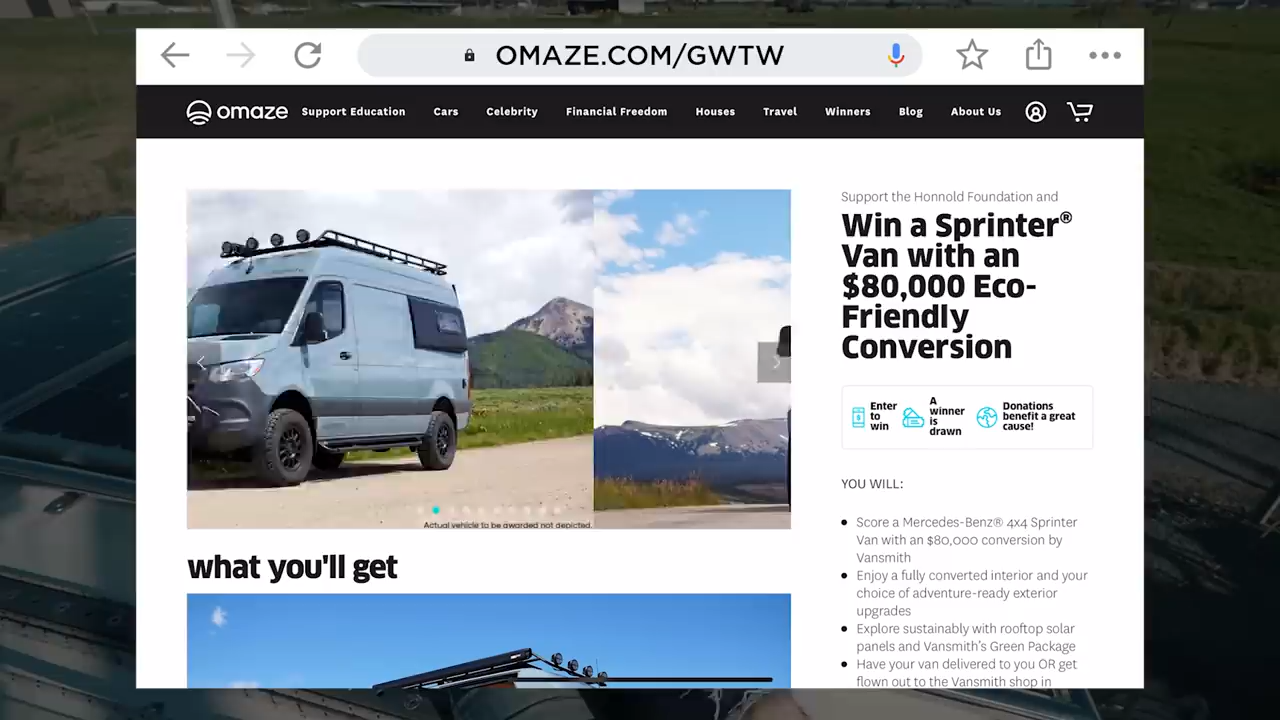 OMAZE.COM/GWTW
omaze Support Education Cars Celebrity Financial Freedom Houses Travel Winners Blog About Us
Support the Honnold Foundation and
Win a Sprinter®
Van with an
$80,000 Eco-
Friendly
Conversion
Enter
to
win
A
winner
is
drawn
Donations
benefit a great
cause!
YOU WILL:
Score a Mercedes-Benz® 4x4 Sprinter
Van with an $80,000 conversion by
Vansmith
Enjoy a fully converted interior and your
choice of adventure-ready exterior
upgrades
Explore sustainably with rooftop solar
panels and Vansmith's Green Package
Have your van delivered to you OR get
flown out to the Vansmith shop in
Actual vehicle to be awarded not depicted.
what you'll get